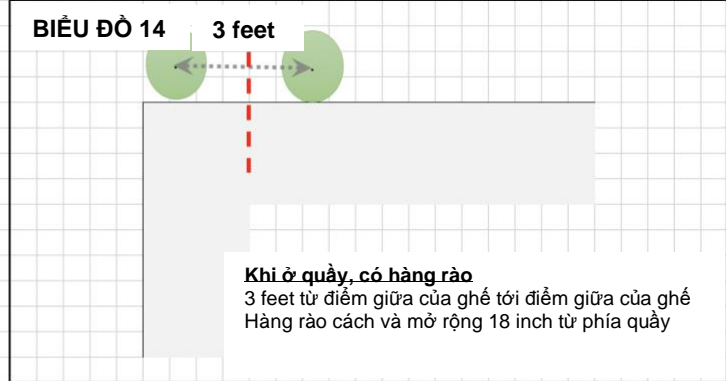 BIỂU ĐỒ 14 3 feet
Khi ở quầy, có hàng rào
3 feet từ điểm giữa của ghế tới điểm giữa của ghế
Hàng rào cách và mở rộng 18 inch từ phía quầy